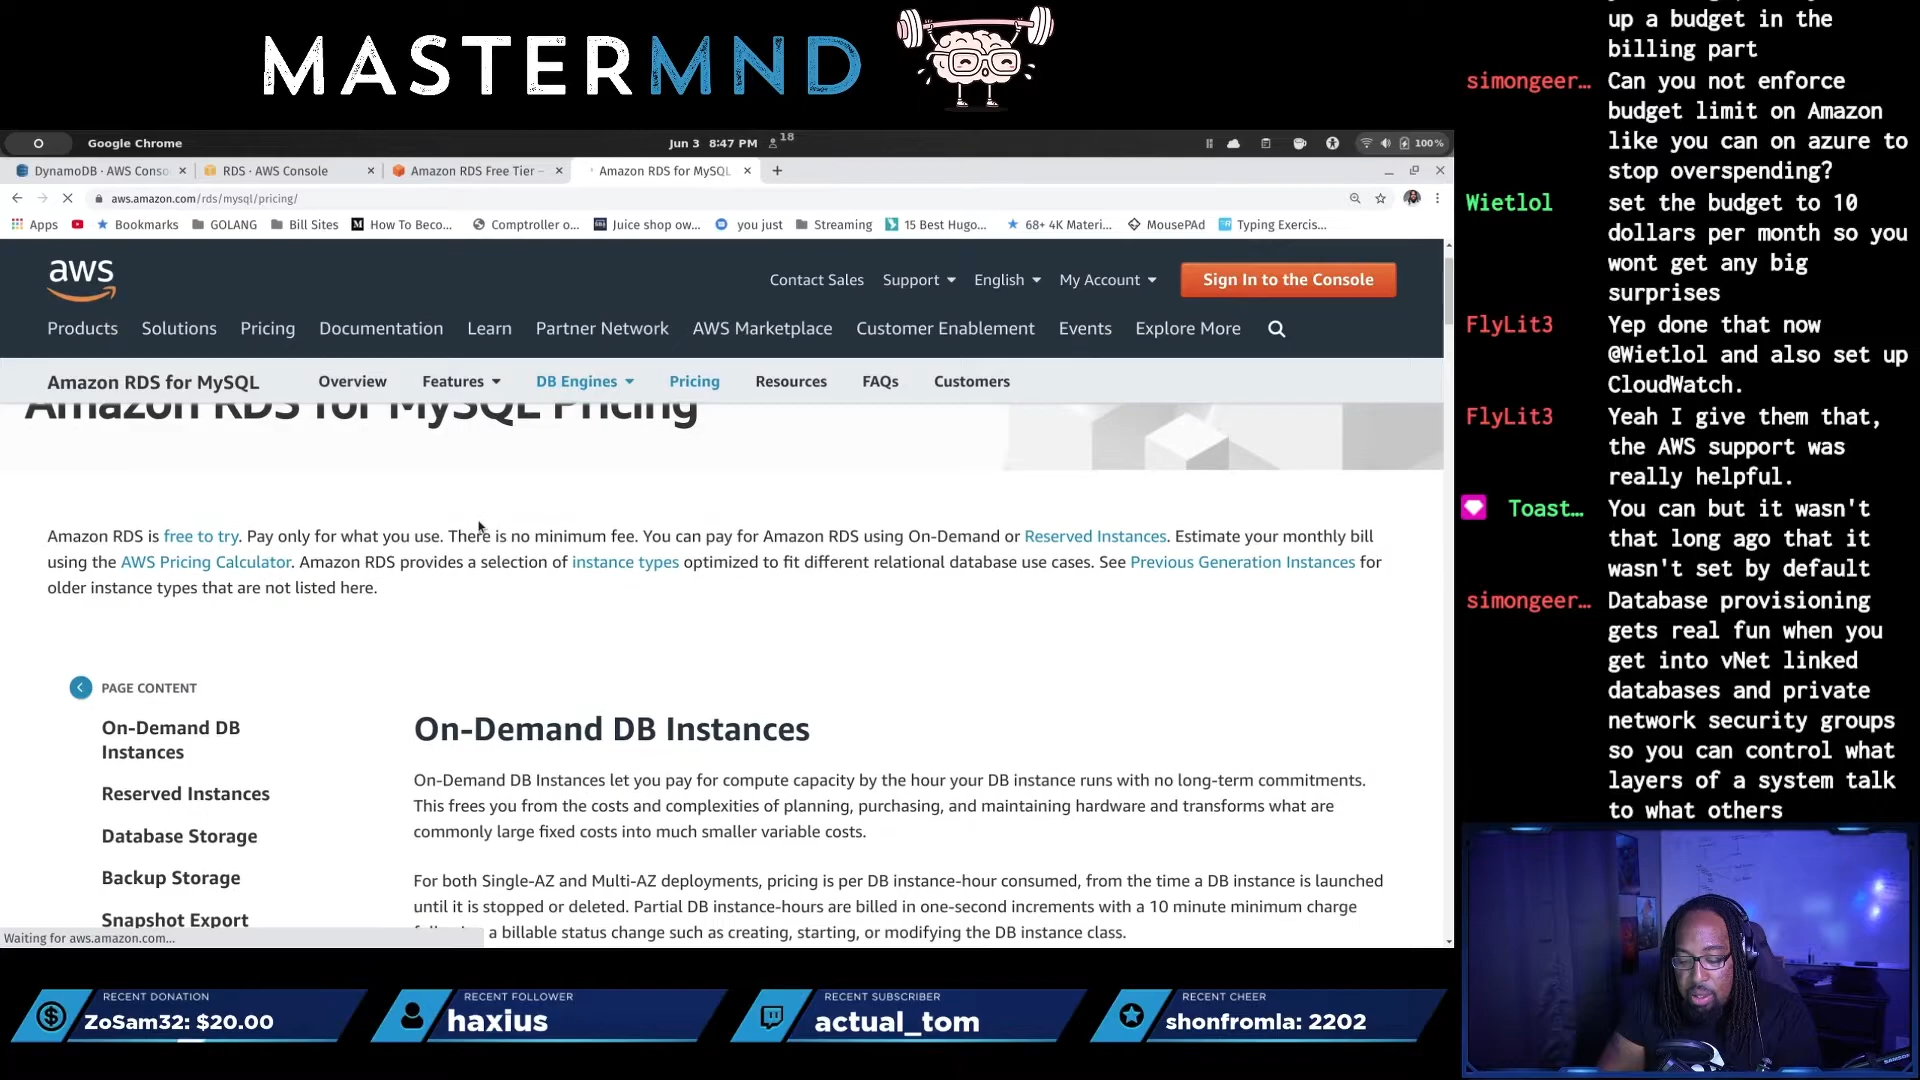 MASTERMND
Google Chrome
Jun 3 8:47 PM
18
100%
DynamoDB · AWS Conso
RDS · AWS Console
Amazon RDS Free Tier –
Amazon RDS for MySQL
aws.amazon.com/rds/mysql/pricing/
Apps
Bookmarks
GOLANG
Bill Sites
How To Beco...
Comptroller o...
Juice shop ow...
you just
Streaming
15 Best Hugo...
68+ 4K Materi...
MousePAd
Typing Exercis...
aws
Contact Sales
Support
English
My Account
Sign In to the Console
Products
Solutions
Pricing
Documentation
Learn
Partner Network
AWS Marketplace
Customer Enablement
Events
Explore More
Amazon RDS for MySQL
Overview
Features
DB Engines
Pricing
Resources
FAQs
Customers
Amazon RDS for MySQL Pricing
Amazon RDS is free to try. Pay only for what you use. There is no minimum fee. You can pay for Amazon RDS using On-Demand or Reserved Instances. Estimate your monthly bill
using the AWS Pricing Calculator. Amazon RDS provides a selection of instance types optimized to fit different relational database use cases. See Previous Generation Instances for
older instance types that are not listed here.
PAGE CONTENT
On-Demand DB
Instances
Reserved Instances
Database Storage
Backup Storage
Snapshot Export
On-Demand DB Instances
On-Demand DB Instances let you pay for compute capacity by the hour your DB instance runs with no long-term commitments.
This frees you from the costs and complexities of planning, purchasing, and maintaining hardware and transforms what are
commonly large fixed costs into much smaller variable costs.
For both Single-AZ and Multi-AZ deployments, pricing is per DB instance-hour consumed, from the time a DB instance is launched
until it is stopped or deleted. Partial DB instance-hours are billed in one-second increments with a 10 minute minimum charge
a billable status change such as creating, starting, or modifying the DB instance class.
Waiting for aws.amazon.com...
up a budget in the
billing part
simongeer… Can you not enforce
budget limit on Amazon
like you can on azure to
stop overspending?
Wietlol set the budget to 10
dollars per month so you
wont get any big
surprises
FlyLit3 Yep done that now
@Wietlol and also set up
CloudWatch.
FlyLit3 Yeah I give them that,
the AWS support was
really helpful.
Toast… You can but it wasn't
that long ago that it
wasn't set by default
simongeer… Database provisioning
gets real fun when you
get into vNet linked
databases and private
network security groups
so you can control what
layers of a system talk
to what others
RECENT DONATION
ZoSam32: $20.00
RECENT FOLLOWER
haxius
RECENT SUBSCRIBER
actual_tom
RECENT CHEER
shonfromla: 2202
SAMSON